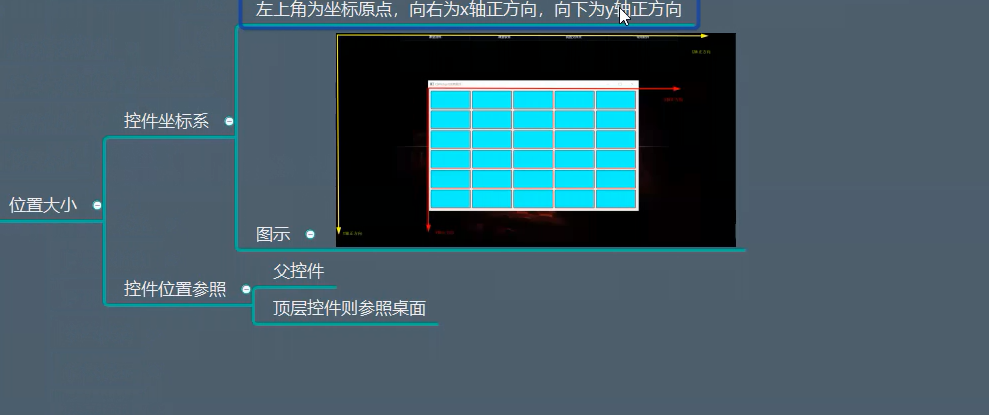 左上角为坐标原点，向右为x轴正方向，向下为y轴正方向
控件坐标系
位置大小
图示
父控件
控件位置参照
顶层控件则参照桌面